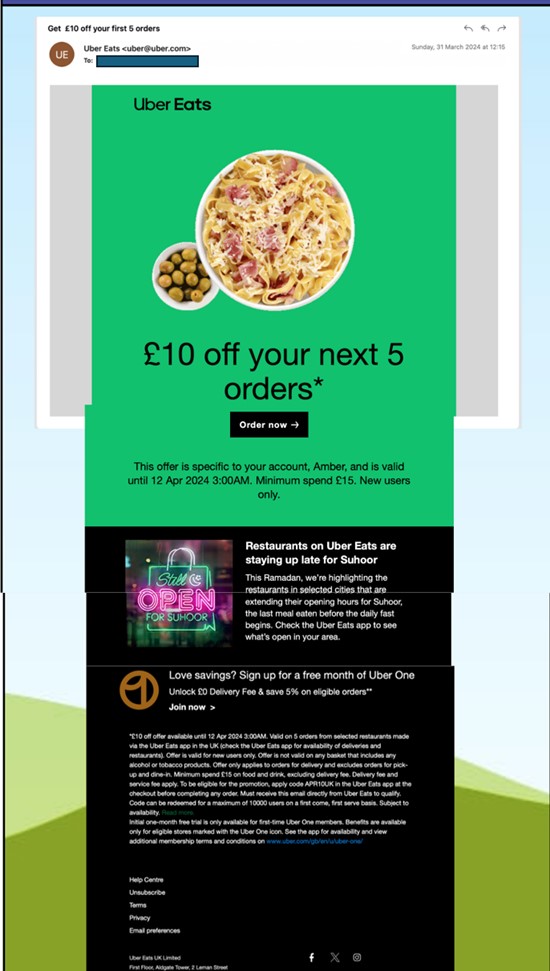 Get £10 off your first 5 orders
UE
Uber Eats <uber@uber.com>
Sunday, 31 March 2024 at 12:15
To:
Uber Eats
£10 off your next 5
orders*
Order now →
This offer is specific to your account, Amber, and is valid
until 12 Apr 2024 3:00AM. Minimum spend £15. New users
only.
Still
OPEN
FOR SUHOOR
Restaurants on Uber Eats are
staying up late for Suhoor
This Ramadan, we're highlighting the
restaurants in selected cities that are
extending their opening hours for Suhoor,
the last meal eaten before the daily fast
begins. Check the Uber Eats app to see
what's open in your area.
Love savings? Sign up for a free month of Uber One
Unlock £0 Delivery Fee & save 5% on eligible orders**
Join now >
*£10 off offer available until 12 Apr 2024 3:00AM. Valid on 5 orders from selected restaurants made
via the Uber Eats app in the UK (check the Uber Eats app for availability of deliveries and
restaurants). Offer is valid for new users only. Offer is not valid on any basket that includes any
alcohol or tobacco products. Offer only applies to orders for delivery and excludes orders for pick-
up and dine-in. Minimum spend £15 on food and drink, excluding delivery fee. Delivery fee and
service fee apply. To be eligible for the promotion, apply code APR10UK in the Uber Eats app at the
checkout before completing any order. Must receive this email directly from Uber Eats to qualify.
Code can be redeemed for a maximum of 10000 users on a first come, first serve basis. Subject to
availability. Read more.
Initial one-month free trial is only available for first-time Uber One members. Benefits are available
only for eligible stores marked with the Uber One icon. See the app for availability and view
additional membership terms and conditions on www.uber.com/gb/en/u/uber-one/
Help Centre
Unsubscribe
Terms
Privacy
Email preferences
Uber Eats UK Limited
First Floor, Aldgate Tower, 2 Leman Street